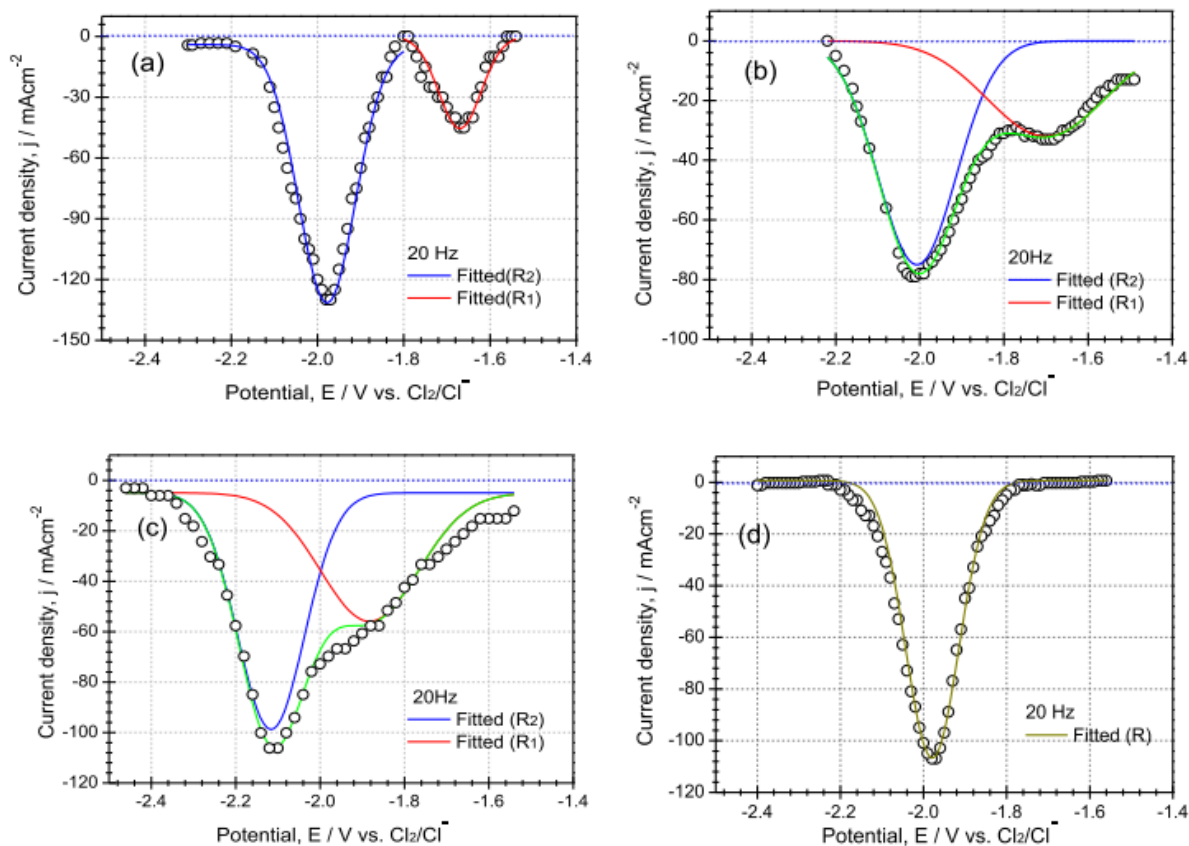 (a)
Current density, j / mAcm⁻²
0
-30
-60
-90
-120
-150
20 Hz
Fitted(R₂)
Fitted(R₁)
-2.4 -2.2 -2.0 -1.8 -1.6 -1.4
Potential, E / V vs. Cl₂/Cl⁻
(b)
Current density, j / mAcm⁻²
0
-20
-40
-60
-80
-100
20Hz
Fitted (R₂)
Fitted (R₁)
-2.4 -2.2 -2.0 -1.8 -1.6 -1.4
Potential, E / V vs. Cl₂/Cl⁻
(c)
Current density, j / mAcm⁻²
0
-20
-40
-60
-80
-100
-120
20Hz
Fitted (R₂)
Fitted (R₁)
-2.4 -2.2 -2.0 -1.8 -1.6 -1.4
Potential, E / V vs. Cl₂/Cl⁻
(d)
Current density, j / mAcm⁻²
0
-20
-40
-60
-80
-100
-120
20 Hz
Fitted (R)
-2.4 -2.2 -2.0 -1.8 -1.6 -1.4
Potential, E / V vs. Cl₂/Cl⁻